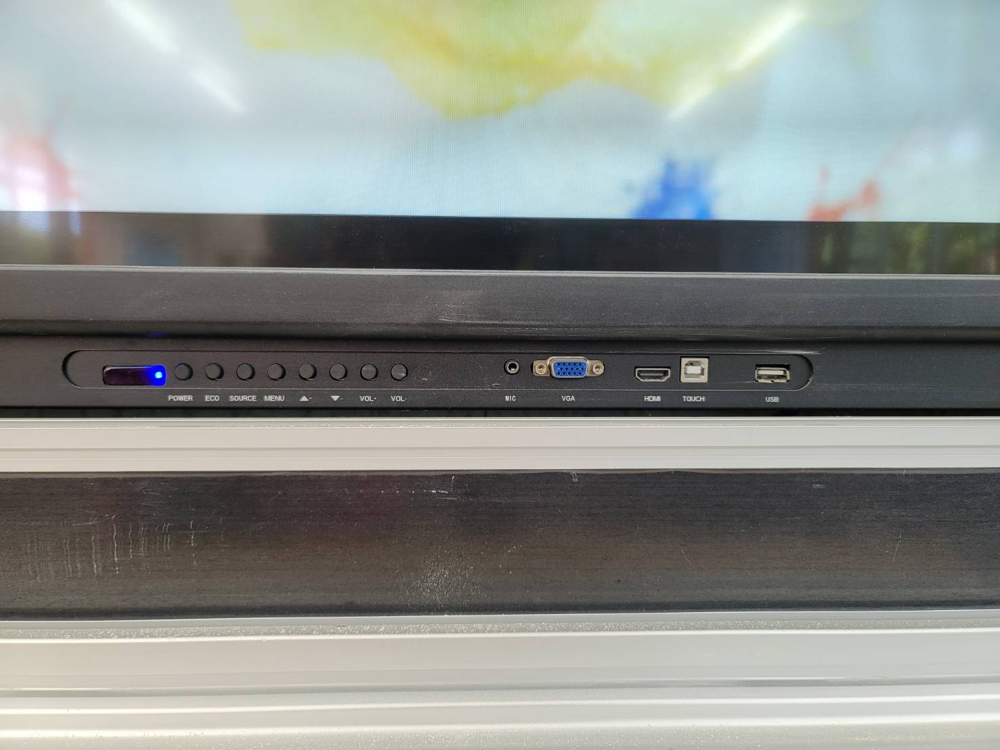 POWER ECO SOURCE MENU ▲+ ▼- VOL+ VOL- MIC VGA HDMI TOUCH USB